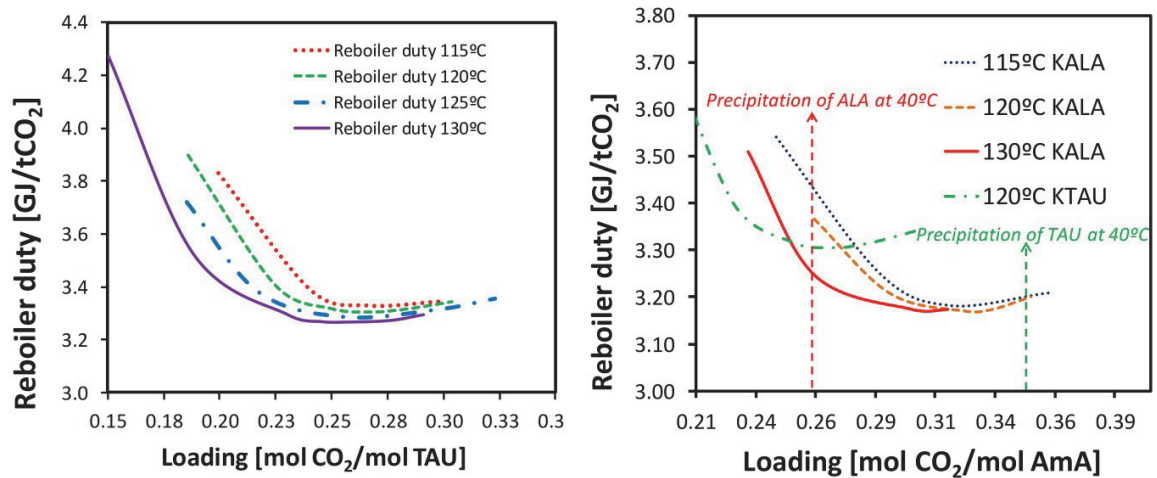 Reboiler duty [GJ/tCO₂]
4.4
4.2
4.0
3.8
3.6
3.4
3.2
3.0
Reboiler duty 115ºC
Reboiler duty 120ºC
Reboiler duty 125ºC
Reboiler duty 130ºC
0.15 0.18 0.20 0.23 0.25 0.28 0.30 0.33 0.3
Loading [mol CO₂/mol TAU]
Reboiler duty [GJ/tCO₂]
3.80
3.70
3.60
3.50
3.40
3.30
3.20
3.10
3.00
115ºC KALA
120ºC KALA
130ºC KALA
120ºC KTAU
Precipitation of ALA at 40ºC
Precipitation of TAU at 40ºC
0.21 0.24 0.26 0.29 0.31 0.34 0.36 0.39
Loading [mol CO₂/mol AmA]